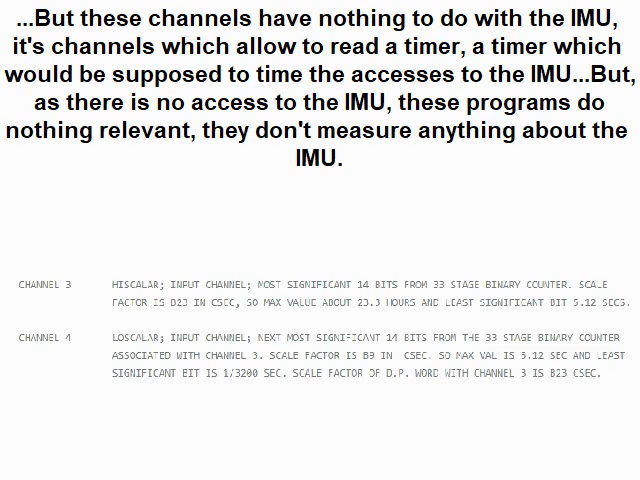 ...But these channels have nothing to do with the IMU,
it's channels which allow to read a timer, a timer which
would be supposed to time the accesses to the IMU...But,
as there is no access to the IMU, these programs do
nothing relevant, they don't measure anything about the
IMU.
CHANNEL 3 HISCALAR; INPUT CHANNEL; MOST SIGNIFICANT 14 BITS FROM 33 STAGE BINARY COUNTER. SCALE
FACTOR IS B23 IN CSEC, SO MAX VALUE ABOUT 23.3 HOURS AND LEAST SIGNIFICANT BIT 5.12 SECS.
CHANNEL 4 LOSCALAR; INPUT CHANNEL; NEXT MOST SIGNIFICANT 14 BITS FROM THE 33 STAGE BINARY COUNTER
ASSOCIATED WITH CHANNEL 3. SCALE FACTOR IS B9 IN CSEC. SO MAX VAL IS 5.12 SEC AND LEAST
SIGNIFICANT BIT IS 1/3200 SEC. SCALE FACTOR OF D.P. WORD WITH CHANNEL 3 IS B23 CSEC.